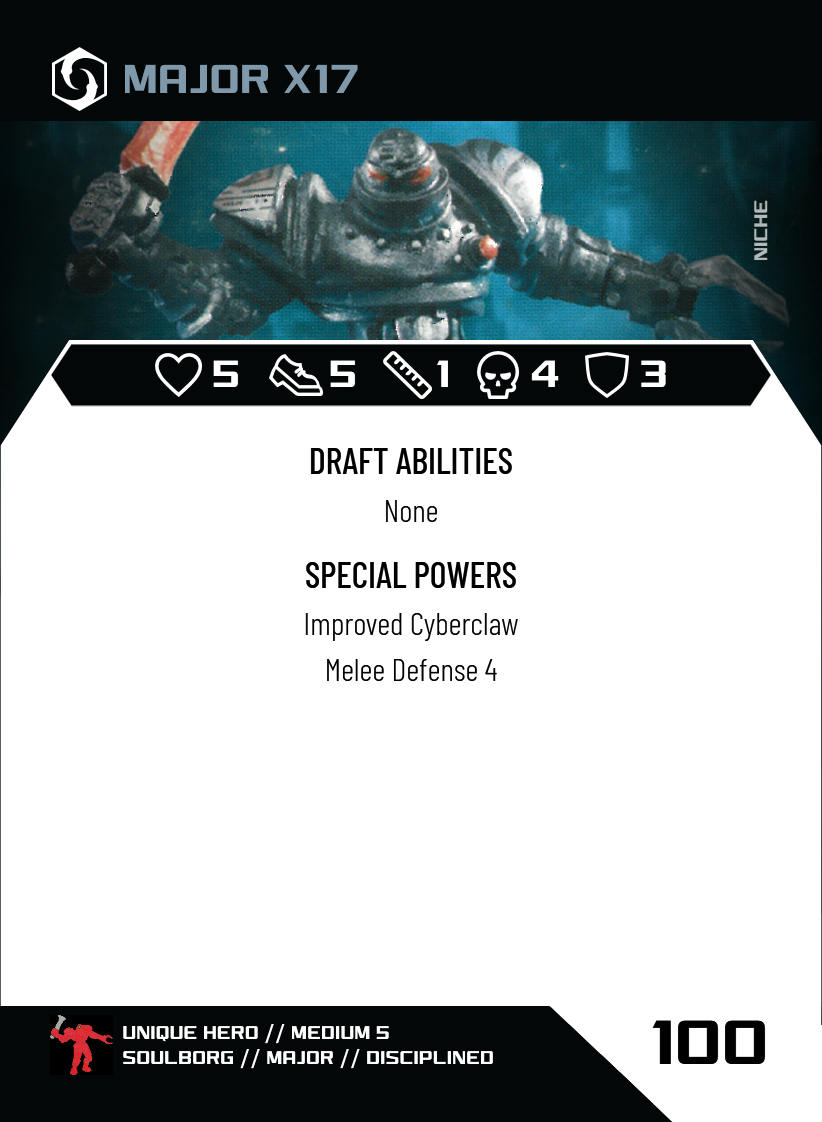 MAJOR X17
NICHE
5 5 1 4 3
DRAFT ABILITIES
None
SPECIAL POWERS
Improved Cyberclaw
Melee Defense 4
UNIQUE HERO // MEDIUM 5
SOULBORG // MAJOR // DISCIPLINED
100